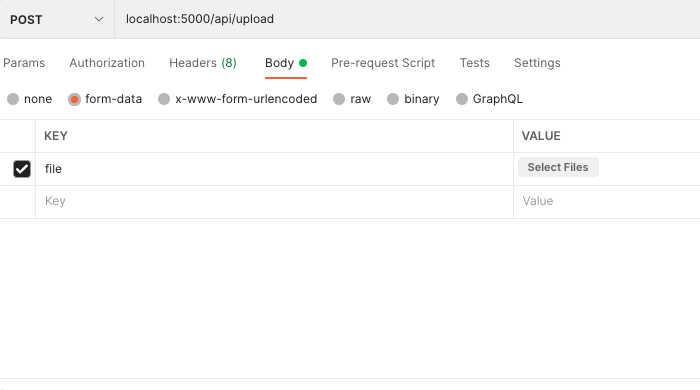 POST localhost:5000/api/upload
Params Authorization Headers (8) Body Pre-request Script Tests Settings
none form-data x-www-form-urlencoded raw binary GraphQL
KEY VALUE
file Select Files
Key Value